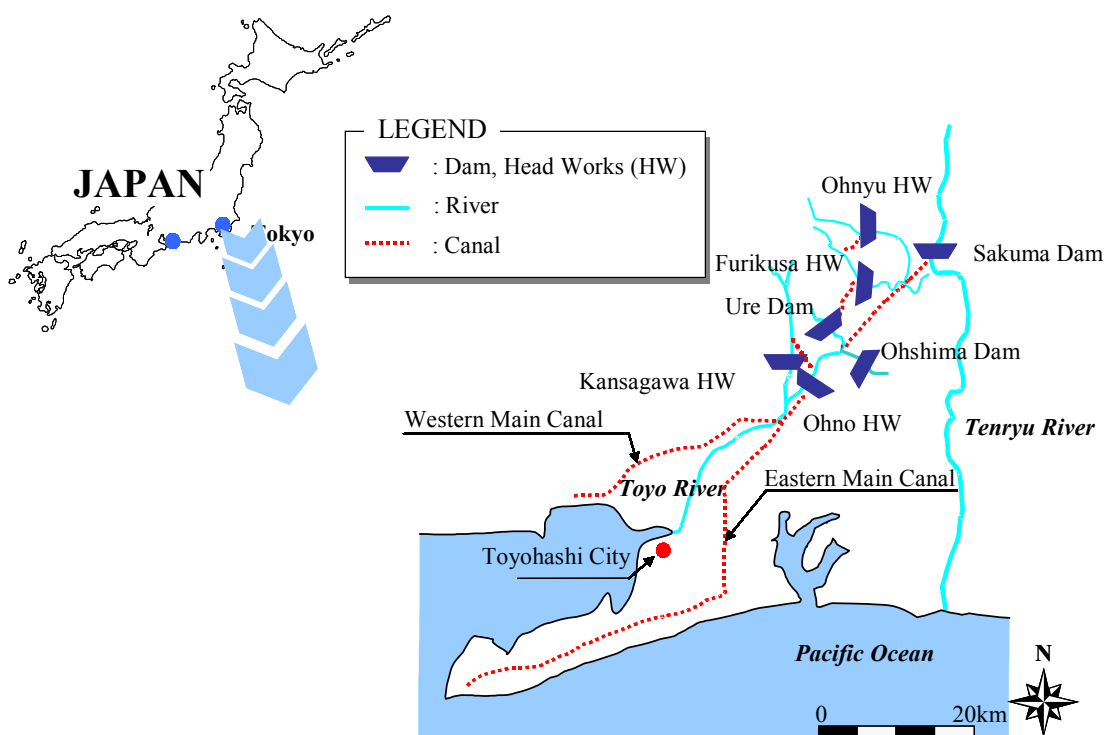 JAPAN
Tokyo
LEGEND
: Dam, Head Works (HW)
: River
: Canal
Ohnyu HW
Sakuma Dam
Furikusa HW
Ure Dam
Ohshima Dam
Kansagawa HW
Ohno HW
Western Main Canal
Tenryu River
Toyo River
Eastern Main Canal
Toyohashi City
Pacific Ocean
N
0
20km